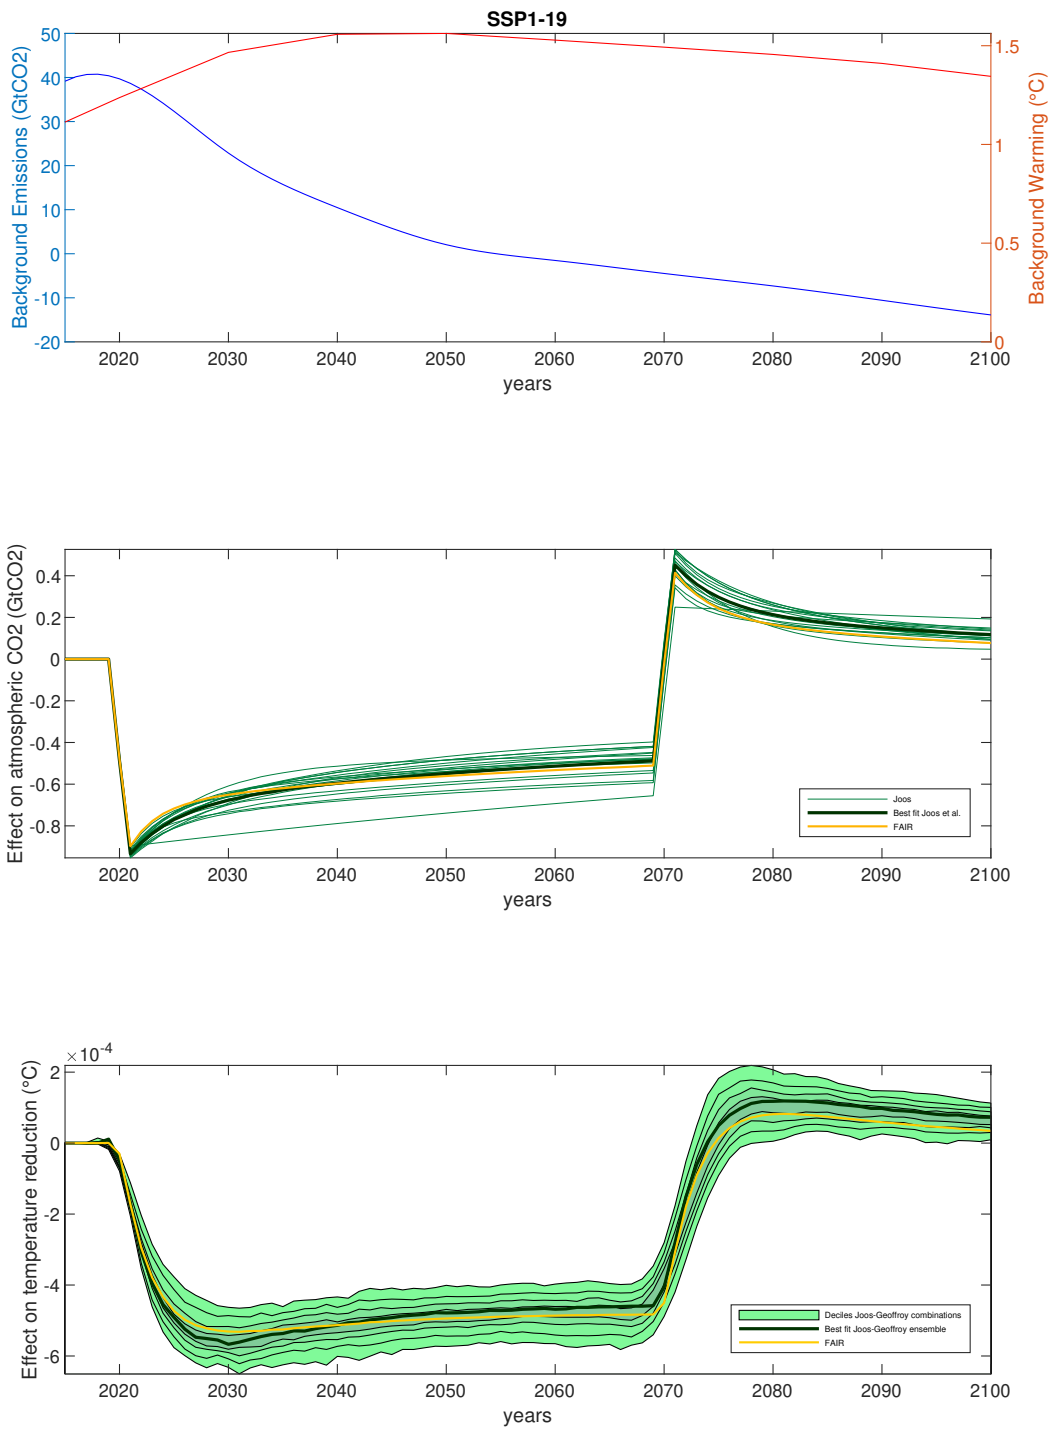 SSP1-19
Background Emissions (GtCO2)
50
40
30
20
10
0
-10
-20
1.5
1
0.5
0
Background Warming (°C)
2020 2030 2040 2050 2060 2070 2080 2090 2100
years
Effect on atmospheric CO2 (GtCO2)
0.4
0.2
0
-0.2
-0.4
-0.6
-0.8
Joos
Best fit Joos et al.
FAIR
2020 2030 2040 2050 2060 2070 2080 2090 2100
years
×10-4
Effect on temperature reduction (°C)
2
0
-2
-4
-6
Deciles Joos-Geoffroy combinations
Best fit Joos-Geoffroy ensemble
FAIR
2020 2030 2040 2050 2060 2070 2080 2090 2100
years